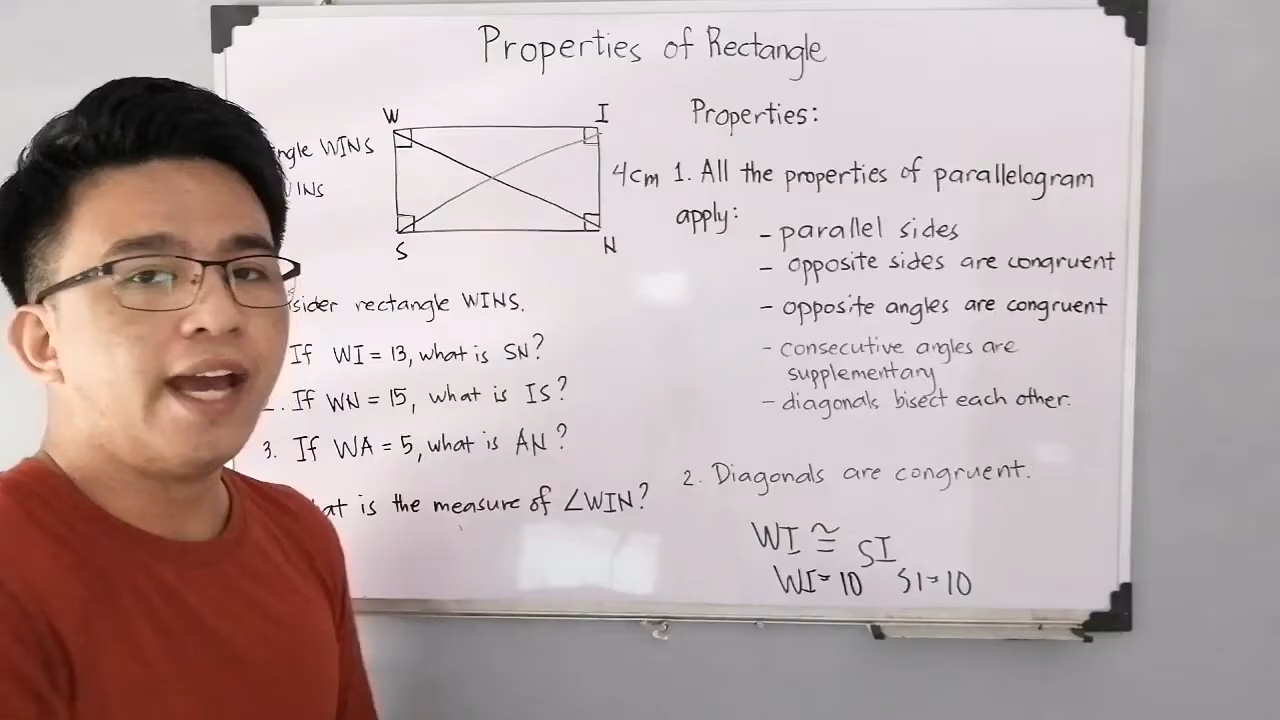 Properties of Rectangle
W
I
ngle WINS
WINS
4cm
S
N
sider rectangle WINS.
If WI = 13, what is SN?
2. If WN = 15, what is IS?
3. If WA = 5, what is AN?
at is the measure of ∠WIN?
Properties:
1. All the properties of parallelogram
apply:
- parallel sides
- opposite sides are congruent
- opposite angles are congruent
- consecutive angles are
supplementary
- diagonals bisect each other.
2. Diagonals are congruent.
WI ≅ SI
WI = 10 SI = 10